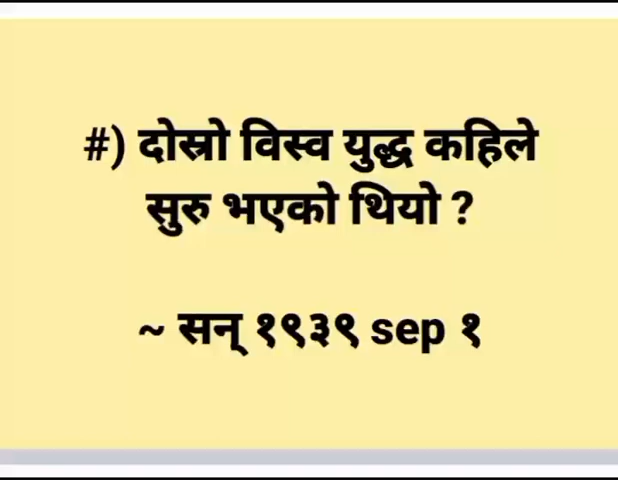 #) दोस्रो विस्व युद्ध कहिले
सुरु भएको थियो ?
~ सन् १९३९ sep १